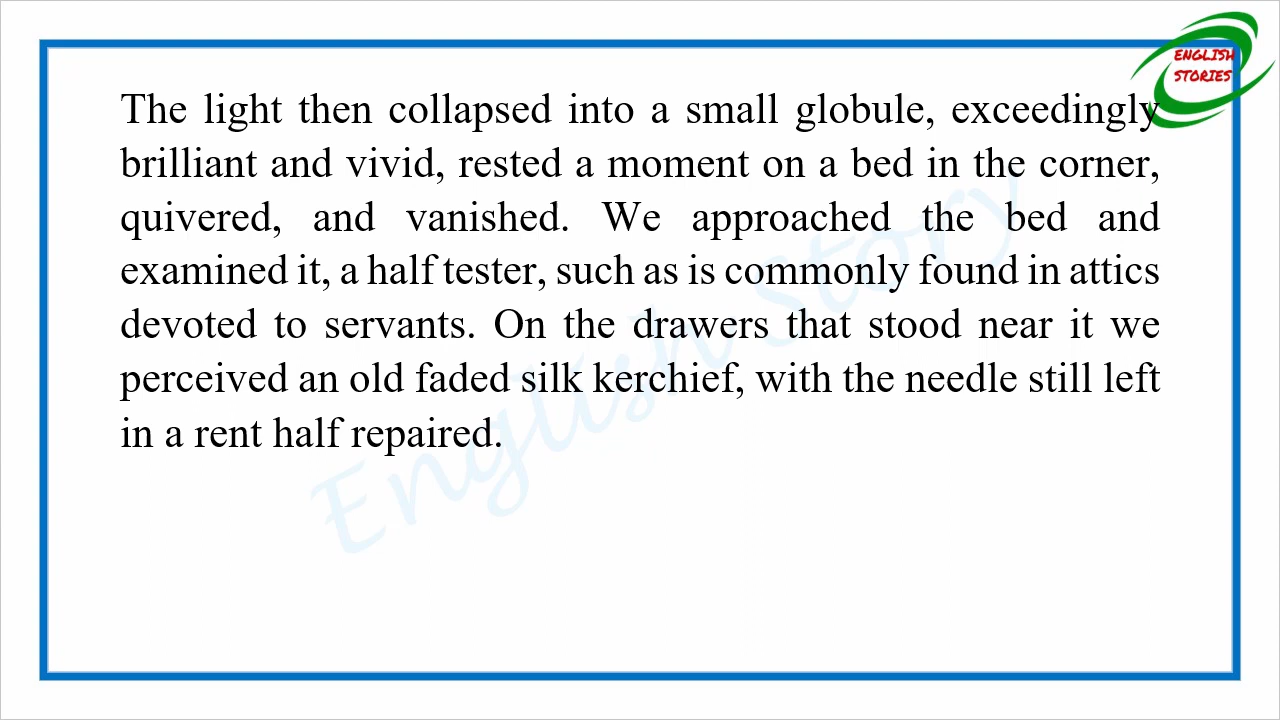 ENGLISH
STORIES
The light then collapsed into a small globule, exceedingly
brilliant and vivid, rested a moment on a bed in the corner,
quivered, and vanished. We approached the bed and
examined it, a half tester, such as is commonly found in attics
devoted to servants. On the drawers that stood near it we
perceived an old faded silk kerchief, with the needle still left
in a rent half repaired.
English Story